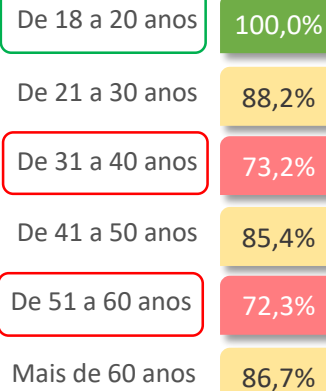 De 18 a 20 anos 100,0%
De 21 a 30 anos 88,2%
De 31 a 40 anos 73,2%
De 41 a 50 anos 85,4%
De 51 a 60 anos 72,3%
Mais de 60 anos 86,7%